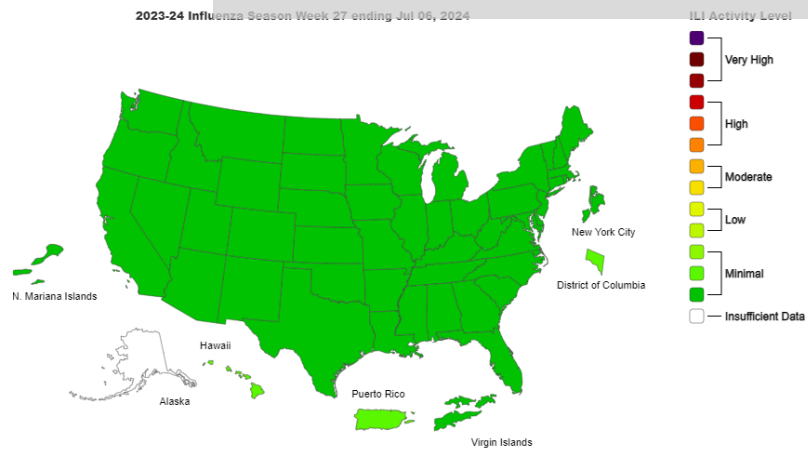 2023-24 Influenza Season Week 27 ending Jul 06, 2024
ILI Activity Level
Very High
High
Moderate
Low
Minimal
Insufficient Data
New York City
District of Columbia
N. Mariana Islands
Hawaii
Alaska
Puerto Rico
Virgin Islands